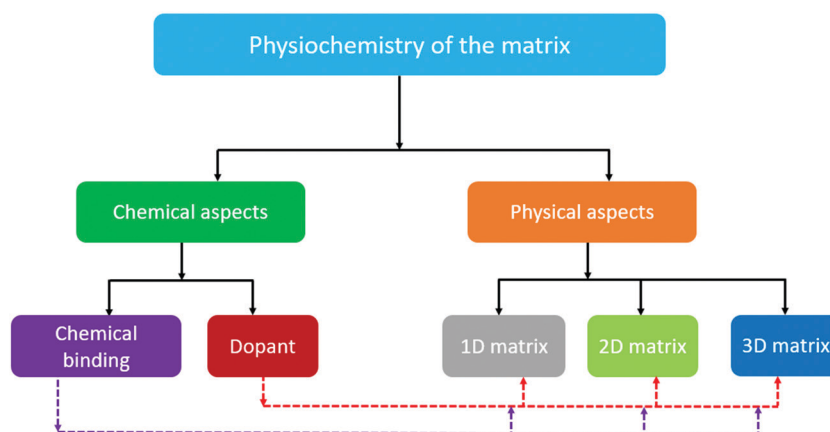 Physiochemistry of the matrix
Chemical aspects
Physical aspects
Chemical
binding
Dopant
1D matrix
2D matrix
3D matrix